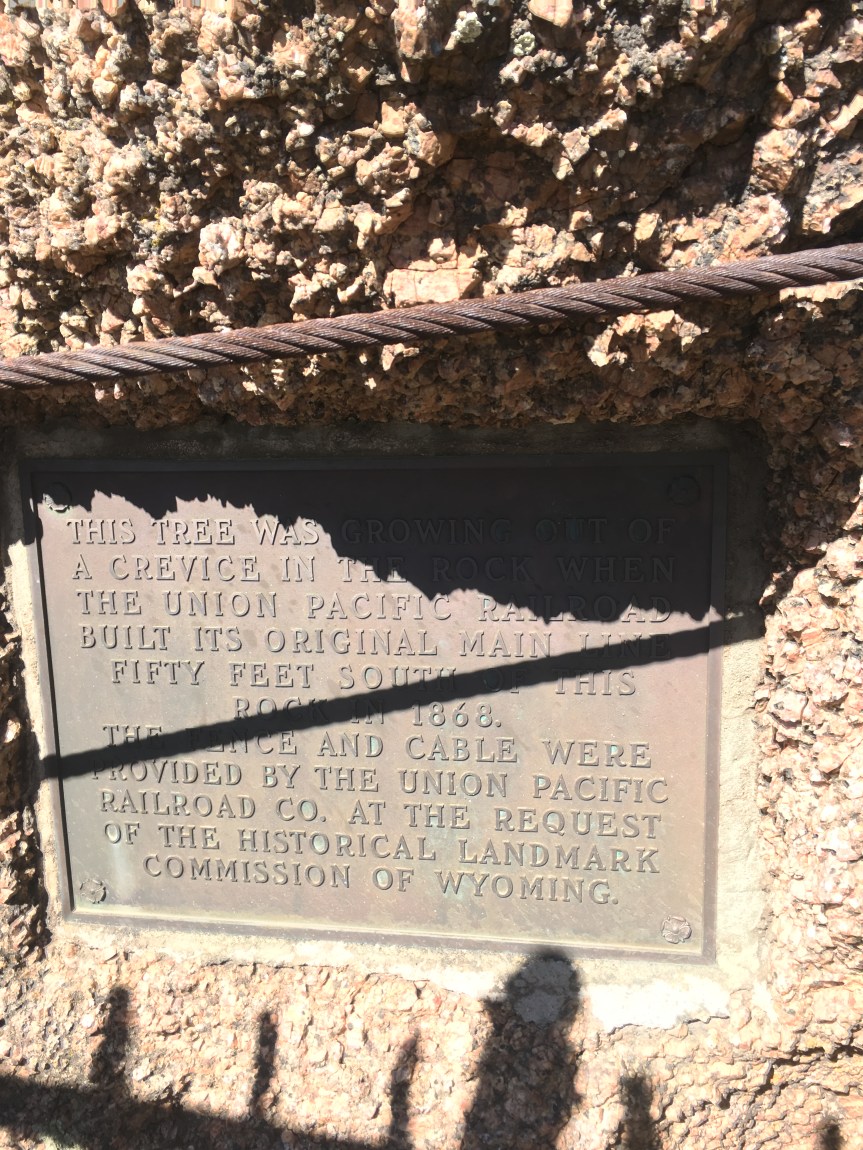 THIS TREE WAS GROWING OUT OF
A CREVICE IN THE ROCK WHEN
THE UNION PACIFIC RAILROAD
BUILT ITS ORIGINAL MAIN LINE
FIFTY FEET SOUTH OF THIS
ROCK IN 1868.
THE FENCE AND CABLE WERE
PROVIDED BY THE UNION PACIFIC
RAILROAD CO. AT THE REQUEST
OF THE HISTORICAL LANDMARK
COMMISSION OF WYOMING.